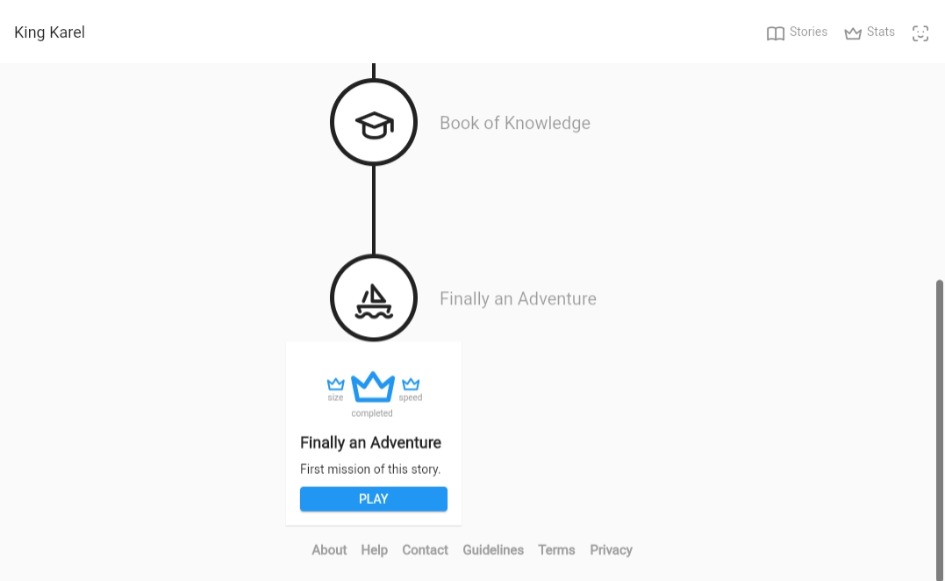 King Karel
Stories
Stats
Book of Knowledge
Finally an Adventure
size
speed
completed
Finally an Adventure
First mission of this story.
PLAY
About Help Contact Guidelines Terms Privacy